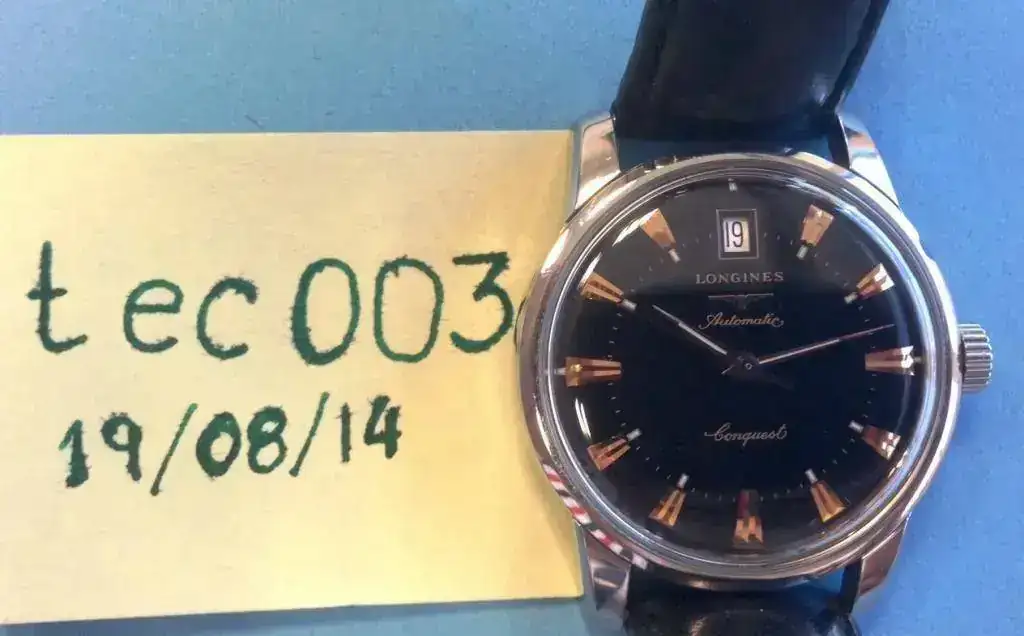 tec003
19/08/14
19
LONGINES
Automatic
Conquest